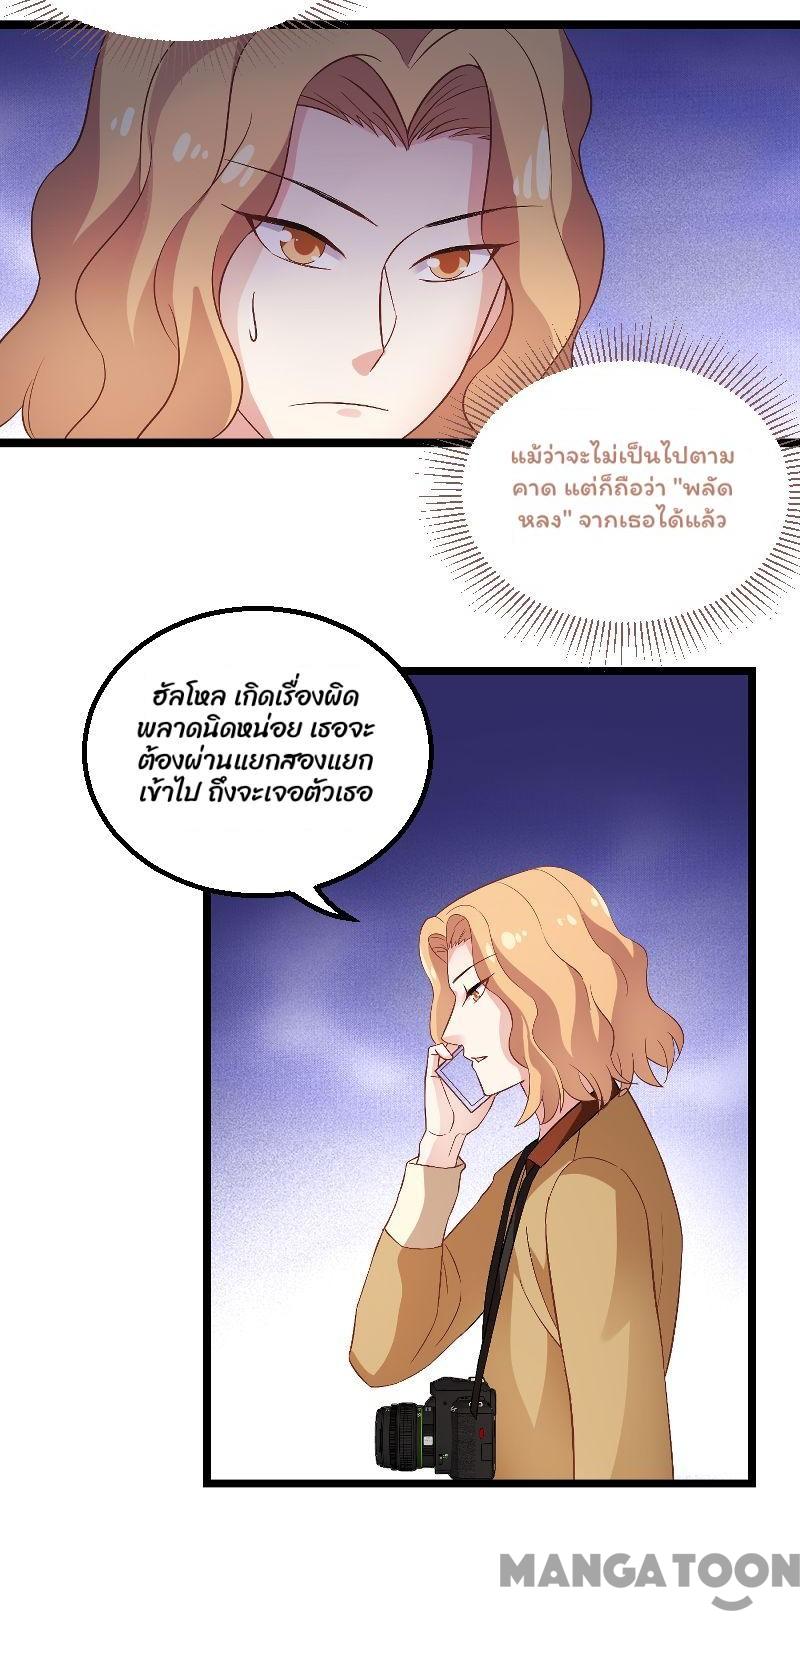 แม้ว่าจะไม่เป็นไปตาม
คาด แต่ก็ถือว่า "พลัด
หลง" จากเธอได้แล้ว
ฮัลโหล เกิดเรื่องผิด
พลาดนิดหน่อย เธอจะ
ต้องผ่านแยกสองแยก
เข้าไป ถึงจะเจอตัวเธอ
MANGATOON